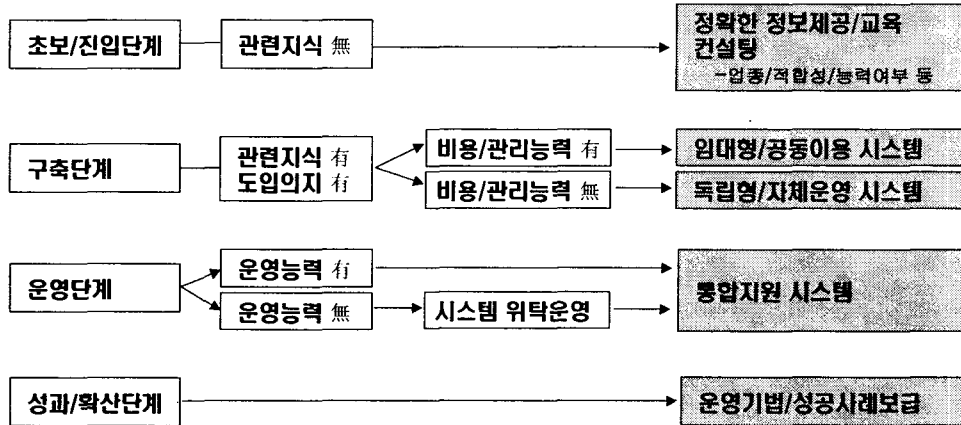 초보/진입단계
관련지식 無
정확한 정보제공/교육
컨설팅
-업종/적합성/능력여부 등
구축단계
관련지식 有
도입의지 有
비용/관리능력 有
임대형/공동이용 시스템
비용/관리능력 無
독립형/자체운영 시스템
운영단계
운영능력 有
통합지원 시스템
운영능력 無
시스템 위탁운영
성과/확산단계
운영기법/성공사례보급